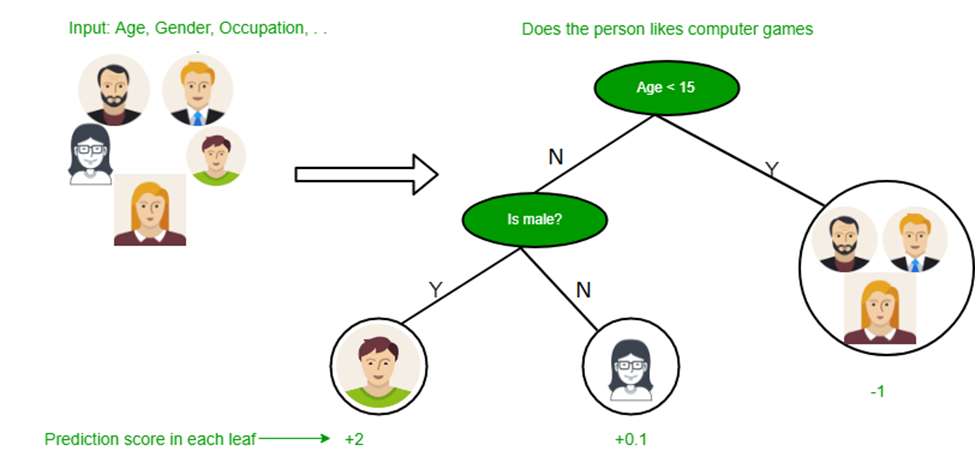 Input: Age, Gender, Occupation, . .
Does the person likes computer games
Age < 15
N
Y
Is male?
Y
N
-1
Prediction score in each leaf
+2
+0.1